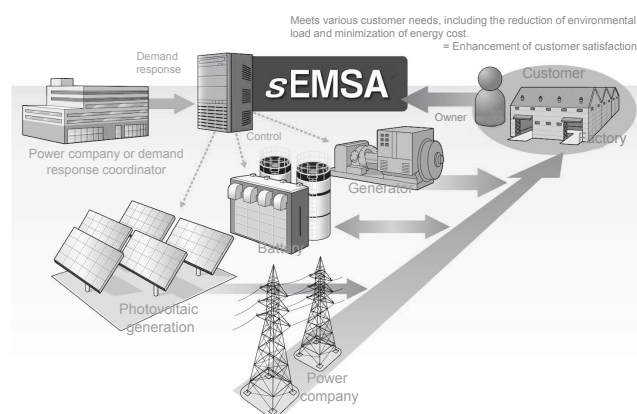 Meets various customer needs, including the reduction of environmental
load and minimization of energy cost.
= Enhancement of customer satisfaction
Demand
response
sEMSA
Customer
Owner
Factory
Control
Power company or demand
response coordinator
Generator
Battery
Photovoltaic
generation
Power
company